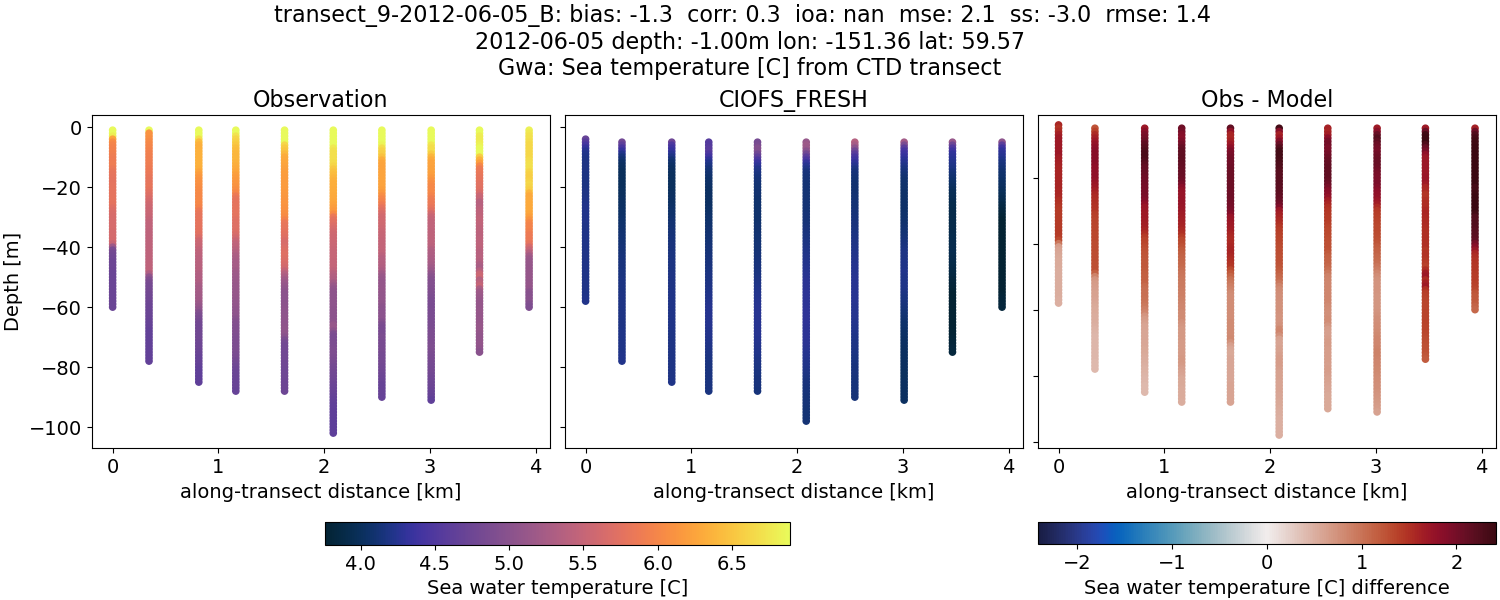 transect_9-2012-06-05_B: bias: -1.3  corr: 0.3  ioa: nan  mse: 2.1  ss: -3.0  rmse: 1.4
2012-06-05 depth: -1.00m lon: -151.36 lat: 59.57
Gwa: Sea temperature [C] from CTD transect
Observation
CIOFS_FRESH
Obs - Model
Depth [m]
0
−20
−40
−60
−80
−100
0 1 2 3 4
0 1 2 3 4
0 1 2 3 4
along-transect distance [km]
along-transect distance [km]
along-transect distance [km]
4.0 4.5 5.0 5.5 6.0 6.5
Sea water temperature [C]
−2 −1 0 1 2
Sea water temperature [C] difference